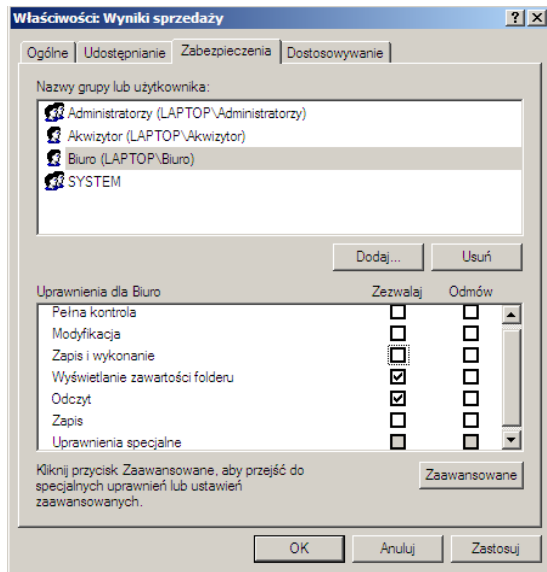 Właściwości: Wyniki sprzedaży
Ogólne Udostępnianie Zabezpieczenia Dostosowywanie
Nazwy grupy lub użytkownika:
Administratorzy (LAPTOP\Administratorzy)
Akwizytor (LAPTOP\Akwizytor)
Biuro (LAPTOP\Biuro)
SYSTEM
Dodaj... Usuń
Uprawnienia dla Biuro Zezwalaj Odmów
Pełna kontrola
Modyfikacja
Zapis i wykonanie
Wyświetlanie zawartości folderu
Odczyt
Zapis
Uprawnienia specjalne
Kliknij przycisk Zaawansowane, aby przejść do
specjalnych uprawnień lub ustawień
zaawansowanych.
Zaawansowane
OK Anuluj Zastosuj